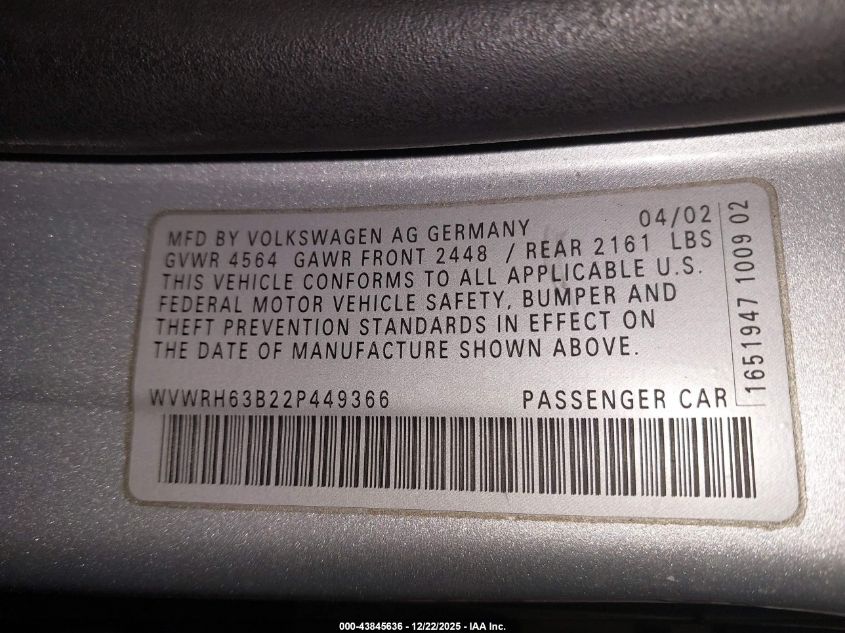 04/02
MFD BY VOLKSWAGEN AG GERMANY
GVWR 4564 GAWR FRONT 2448 / REAR 2161 LBS
THIS VEHICLE CONFORMS TO ALL APPLICABLE U.S.
FEDERAL MOTOR VEHICLE SAFETY, BUMPER AND
THEFT PREVENTION STANDARDS IN EFFECT ON
THE DATE OF MANUFACTURE SHOWN ABOVE.
WVWRH63B22P449366 PASSENGER CAR
1651947 1009 02
000-43845636 - 12/22/2025 - IAA Inc.